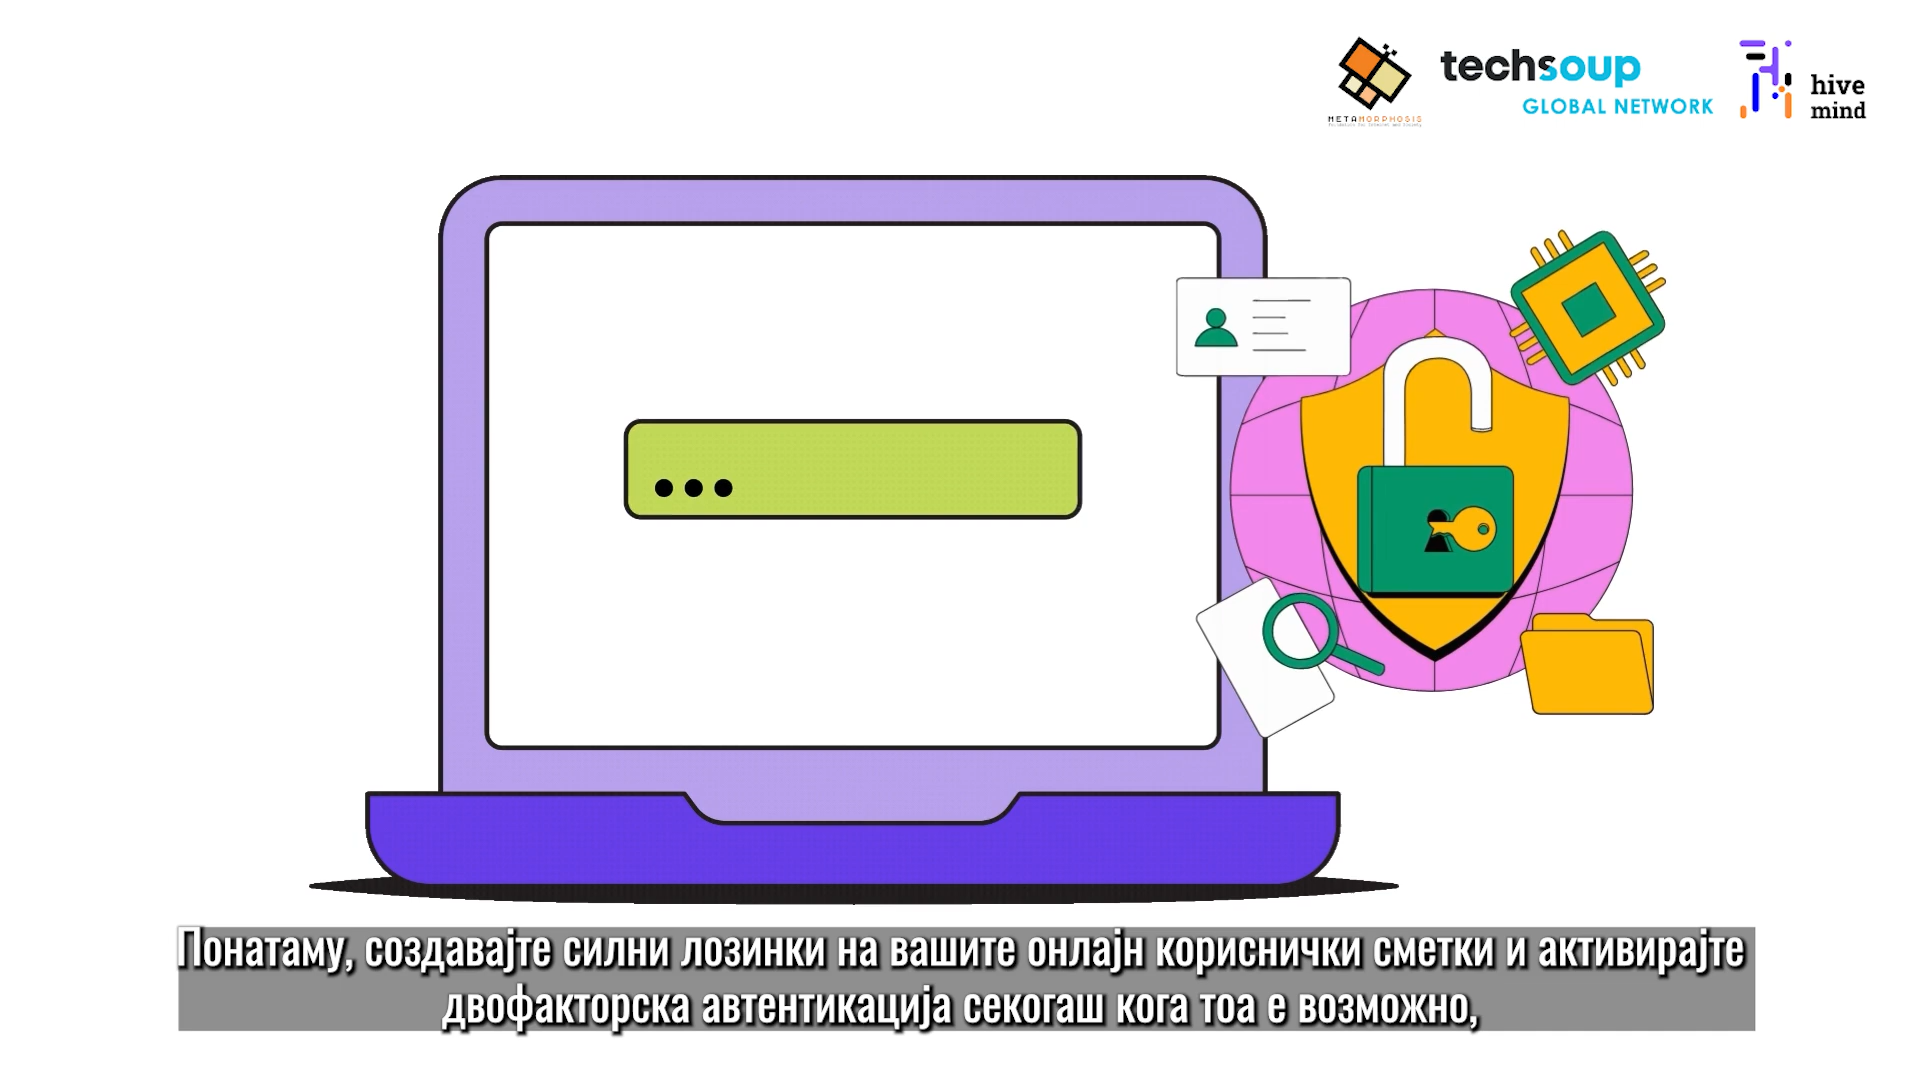 METAMORPHOSIS
techsoup
GLOBAL NETWORK
hive
mind
Понатаму, создавајте силни лозинки на вашите онлајн кориснички сметки и активирајте
двофакторска автентикација секогаш кога тоа е возможно,